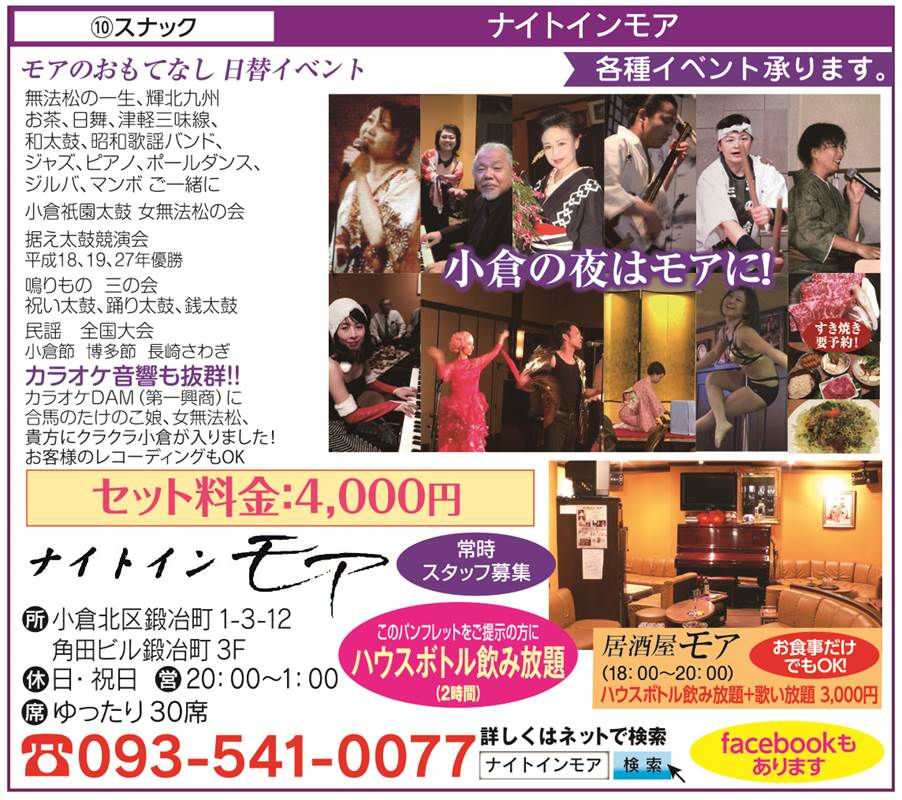 ⑩スナック
ナイトインモア
モアのおもてなし 日替イベント
各種イベント承ります。
無法松の一生、輝北九州
お茶、日舞、津軽三味線、
和太鼓、昭和歌謡バンド、
ジャズ、ピアノ、ポールダンス、
ジルバ、マンボ ご一緒に
小倉祇園太鼓 女無法松の会
据え太鼓競演会
平成18、19、27年優勝
鳴りもの 三の会
祝い太鼓、踊り太鼓、銭太鼓
民謡 全国大会
小倉節 博多節 長崎さわぎ
カラオケ音響も抜群!!
カラオケDAM（第一興商）に
合馬のたけのこ娘、女無法松、
貴方にクラクラ小倉が入りました!
お客様のレコーディングもOK
小倉の夜はモアに!
すき焼き
要予約!
セット料金:4,000円
ナイトインモア
常時
スタッフ募集
所 小倉北区鍛冶町 1-3-12
角田ビル鍛冶町 3F
休 日・祝日 営 20:00〜1:00
席 ゆったり 30席
このパンフレットをご提示の方に
ハウスボトル飲み放題
(2時間)
居酒屋モア
(18:00〜20:00)
お食事だけ
でもOK!
ハウスボトル飲み放題+歌い放題 3,000円
☎093-541-0077
詳しくはネットで検索
ナイトインモア 検索
facebookも
あります